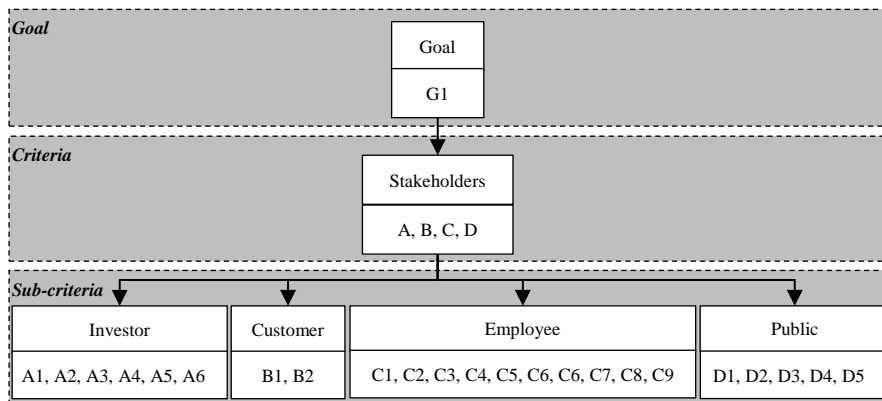 Goal
Goal
G1
Criteria
Stakeholders
A, B, C, D
Sub-criteria
Investor
A1, A2, A3, A4, A5, A6
Customer
B1, B2
Employee
C1, C2, C3, C4, C5, C6, C6, C7, C8, C9
Public
D1, D2, D3, D4, D5